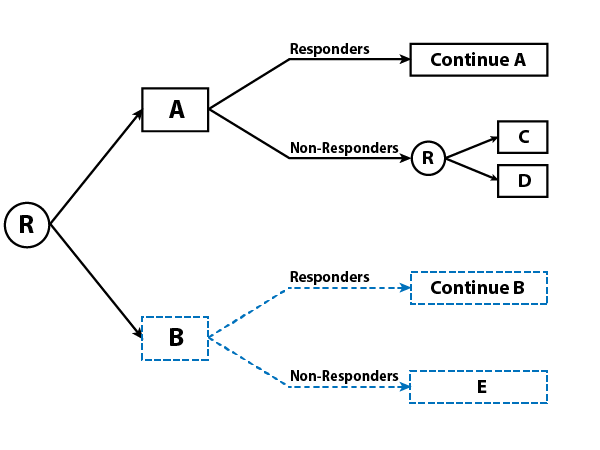 Responders
Continue A
A
C
Non-Responders
R
D
R
Responders
Continue B
B
Non-Responders
E